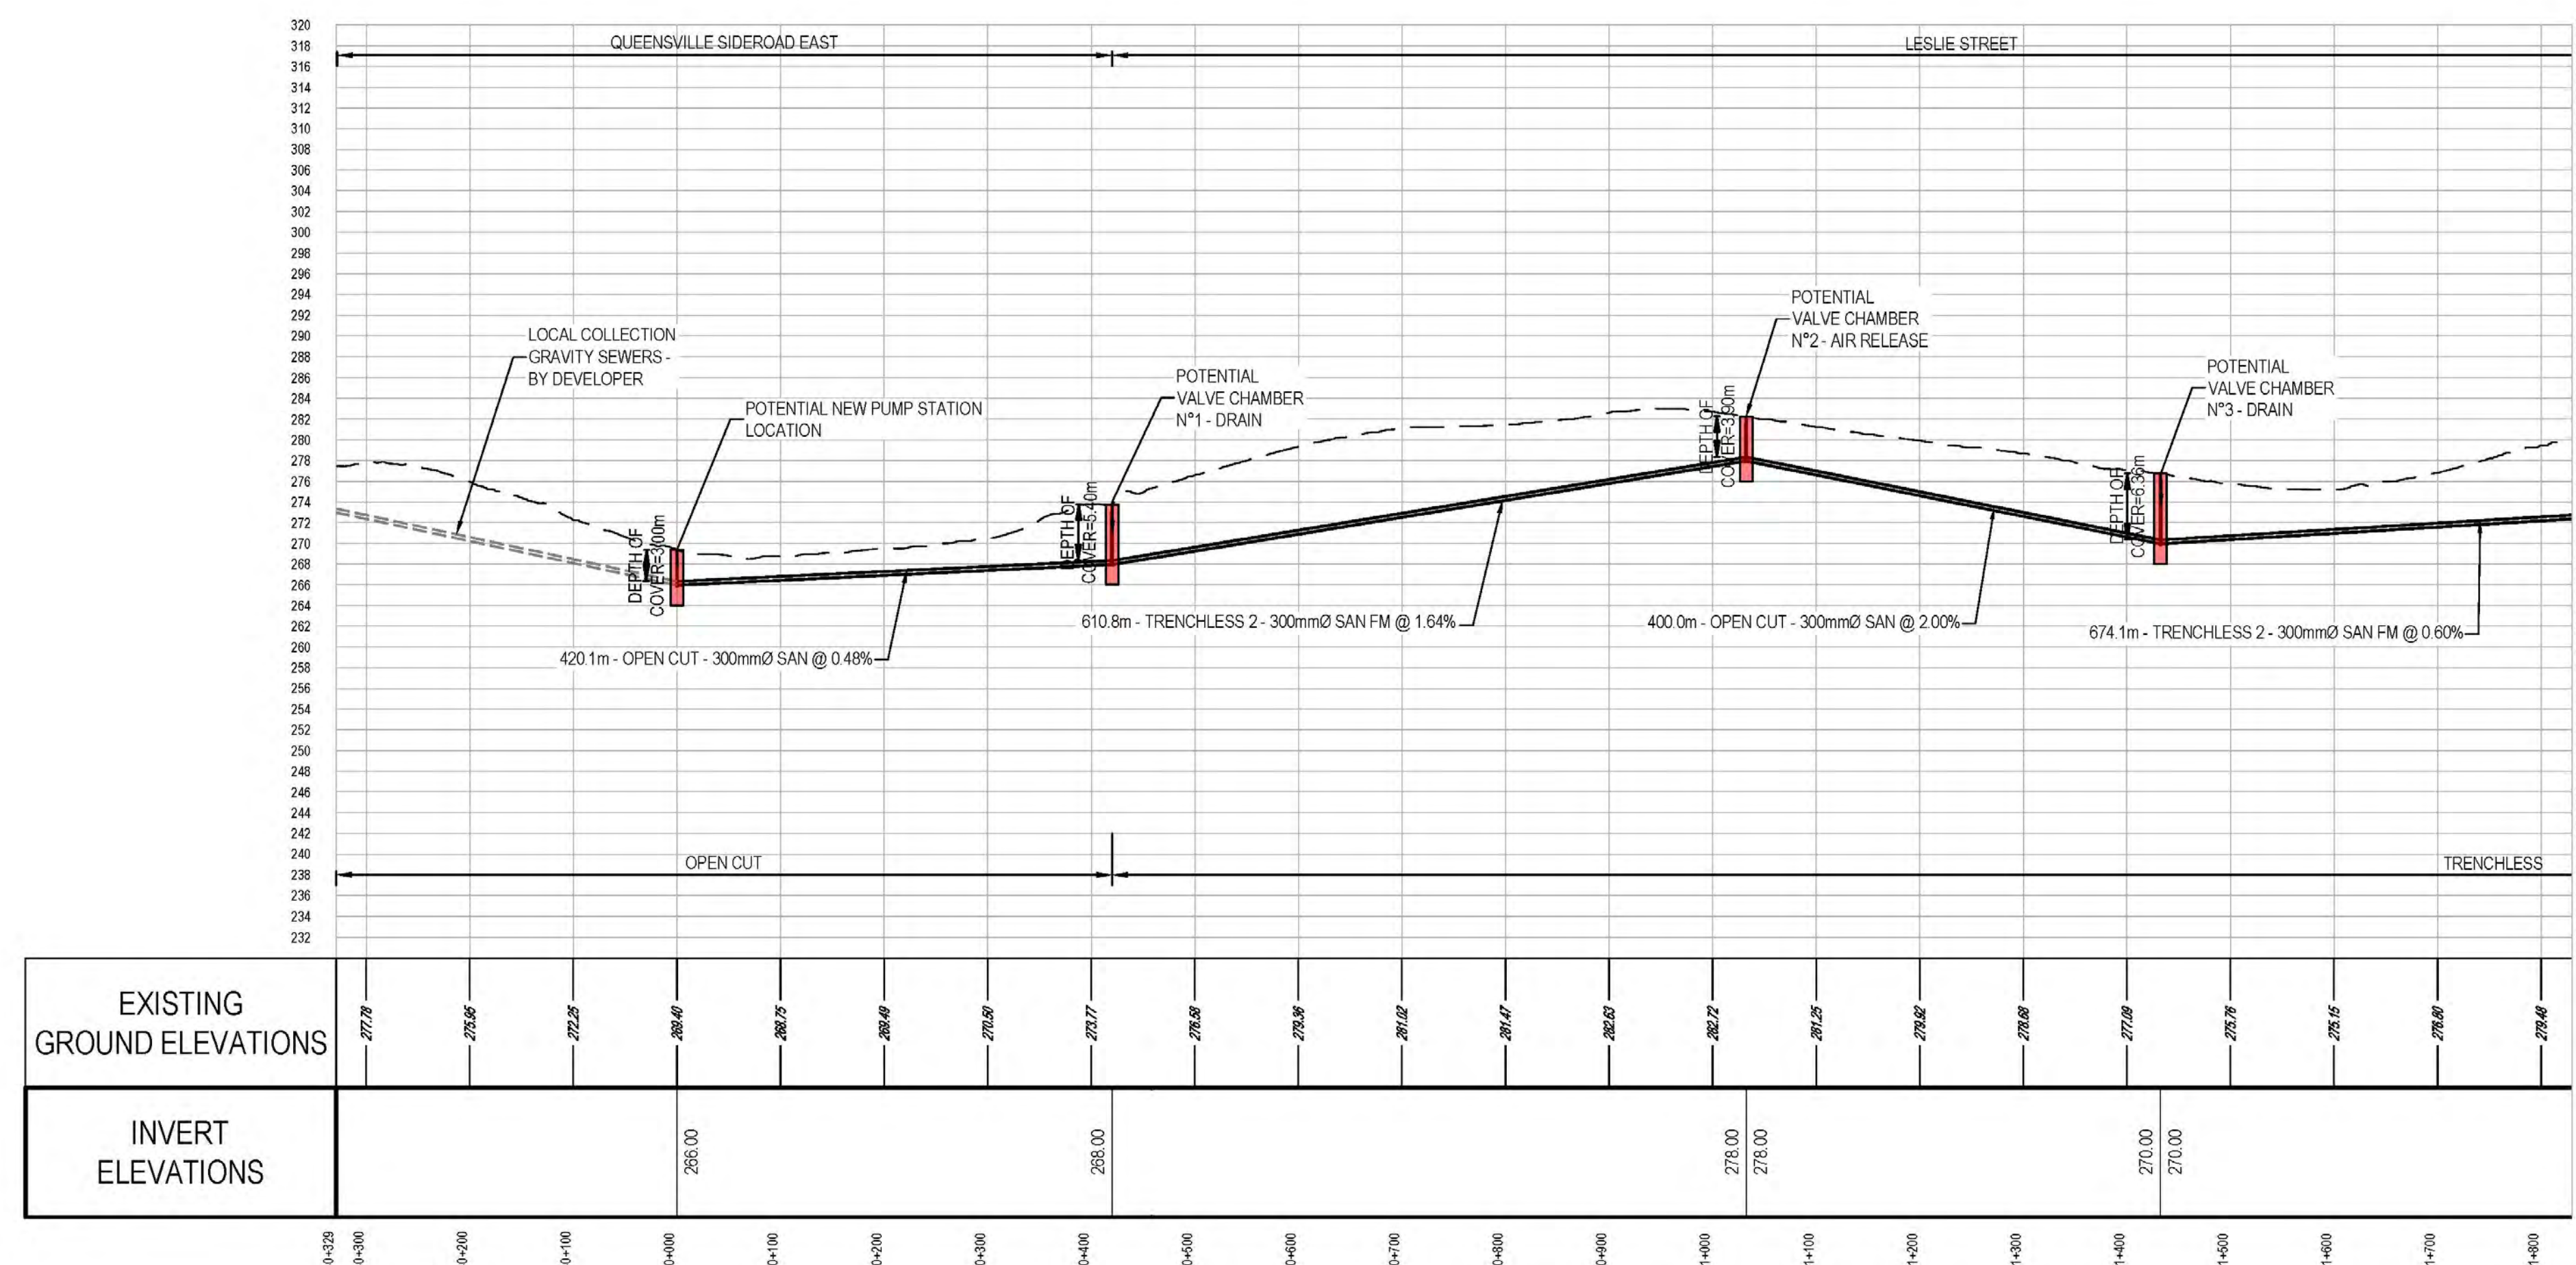 320
318
316
314
312
310
308
306
304
302
300
298
296
294
292
290
288
286
284
282
280
278
276
274
272
270
268
266
264
262
260
258
256
254
252
250
248
246
244
242
240
238
236
234
232
QUEENSVILLE SIDEROAD EAST
LESLIE STREET
LOCAL COLLECTION
GRAVITY SEWERS -
BY DEVELOPER
POTENTIAL NEW PUMP STATION
LOCATION
POTENTIAL
VALVE CHAMBER
N°1 - DRAIN
POTENTIAL
VALVE CHAMBER
N°2 - AIR RELEASE
POTENTIAL
VALVE CHAMBER
N°3 - DRAIN
DEPTH OF
COVER=3.00m
DEPTH OF
COVER=5.40m
DEPTH OF
COVER=3.90m
DEPTH OF
COVER=6.36m
420.1m - OPEN CUT - 300mmØ SAN @ 0.48%
610.8m - TRENCHLESS 2 - 300mmØ SAN FM @ 1.64%
400.0m - OPEN CUT - 300mmØ SAN @ 2.00%
674.1m - TRENCHLESS 2 - 300mmØ SAN FM @ 0.60%
OPEN CUT
TRENCHLESS
EXISTING
GROUND ELEVATIONS
277.78
275.95
272.25
269.40
268.75
269.49
270.50
273.77
276.58
279.36
281.02
281.47
282.63
282.72
281.25
279.92
278.68
277.09
275.76
275.15
276.80
279.48
INVERT
ELEVATIONS
266.00
268.00
278.00
278.00
270.00
270.00
0+329
0+300
0+200
0+100
0+000
0+100
0+200
0+300
0+400
0+500
0+600
0+700
0+800
0+900
1+000
1+100
1+200
1+300
1+400
1+500
1+600
1+700
1+800